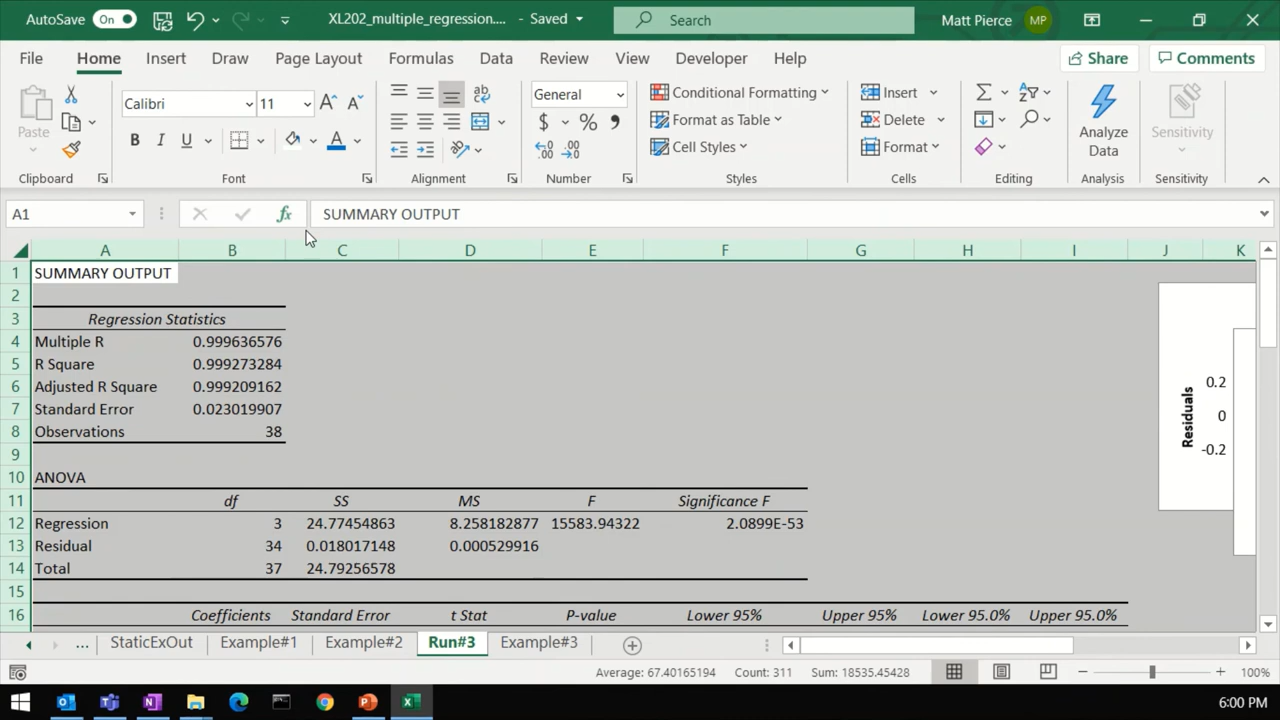 AutoSave On XL202_multiple_regression.... - Saved Search Matt Pierce MP
File Home Insert Draw Page Layout Formulas Data Review View Developer Help Share Comments
Paste Calibri 11 General Conditional Formatting Insert
Format as Table Delete Analyze Data Sensitivity
B I U A $ % , Cell Styles Format
Clipboard Font Alignment Number Styles Cells Editing Analysis Sensitivity
A1 fx SUMMARY OUTPUT
A B C D E F G H I J K
1 SUMMARY OUTPUT
2
3 Regression Statistics
4 Multiple R 0.999636576
5 R Square 0.999273284
6 Adjusted R Square 0.999209162
7 Standard Error 0.023019907
8 Observations 38
9
10 ANOVA
11 df SS MS F Significance F
12 Regression 3 24.77454863 8.258182877 15583.94322 2.0899E-53
13 Residual 34 0.018017148 0.000529916
14 Total 37 24.79256578
15
16 Coefficients Standard Error t Stat P-value Lower 95% Upper 95% Lower 95.0% Upper 95.0%
Residuals
0.2
0
-0.2
... StaticExOut Example#1 Example#2 Run#3 Example#3
Average: 67.40165194 Count: 311 Sum: 18535.45428 100%
6:00 PM